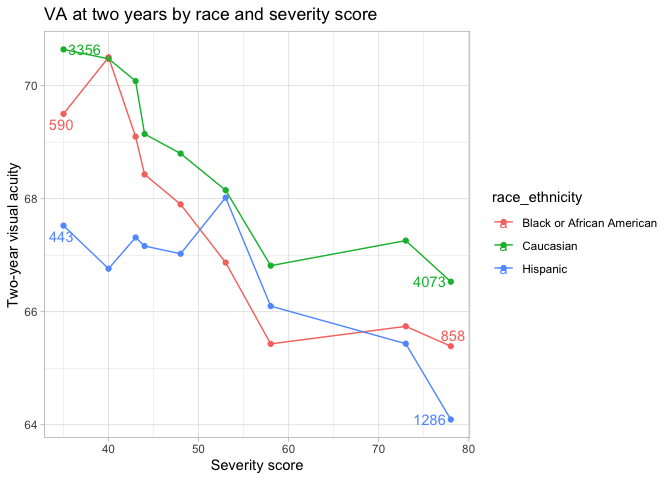 VA at two years by race and severity score
3356
590
443
4073
858
1286
70
68
66
64
40
50
60
70
80
Two-year visual acuity
Severity score
race_ethnicity
a Black or African American
a Caucasian
a Hispanic